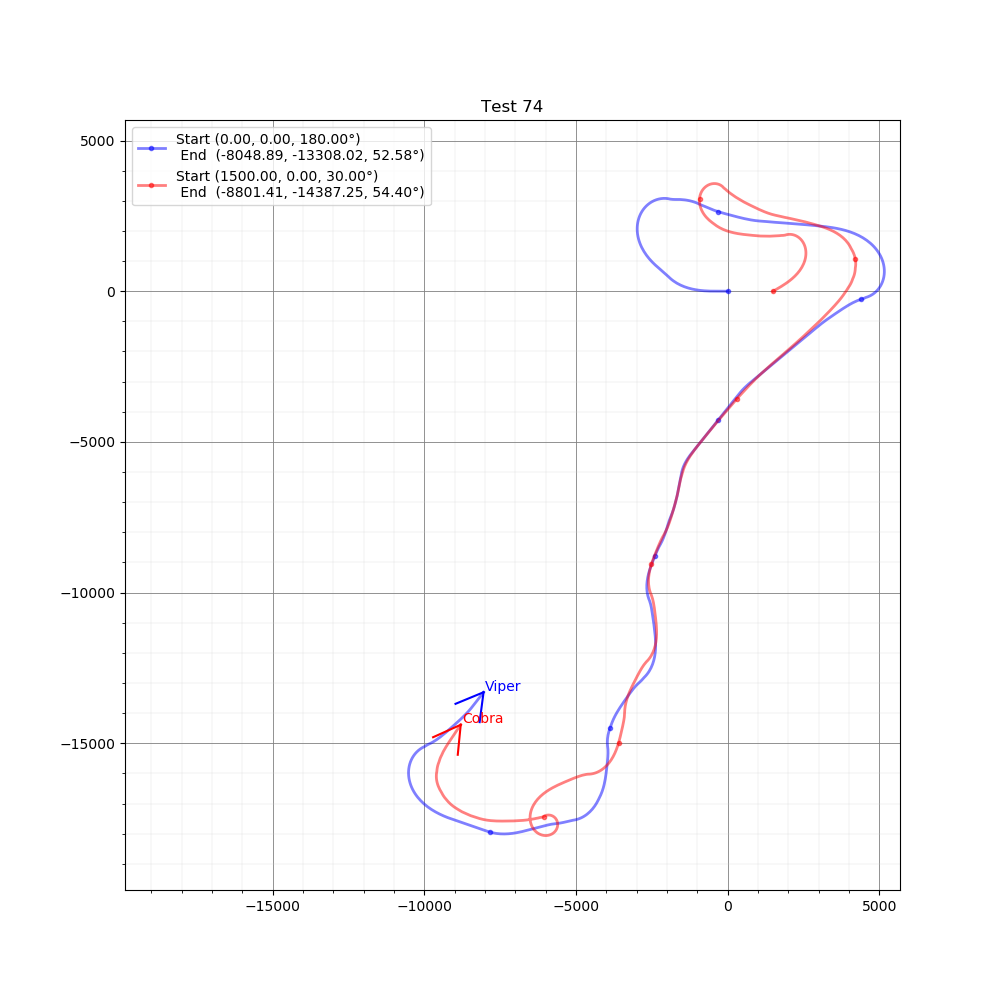 Test 74
Start (0.00, 0.00, 180.00°)
End  (-8048.89, -13308.02, 52.58°)
Start (1500.00, 0.00, 30.00°)
End  (-8801.41, -14387.25, 54.40°)
5000
0
−5000
−10000
−15000
Viper
Cobra
−15000
−10000
−5000
0
5000